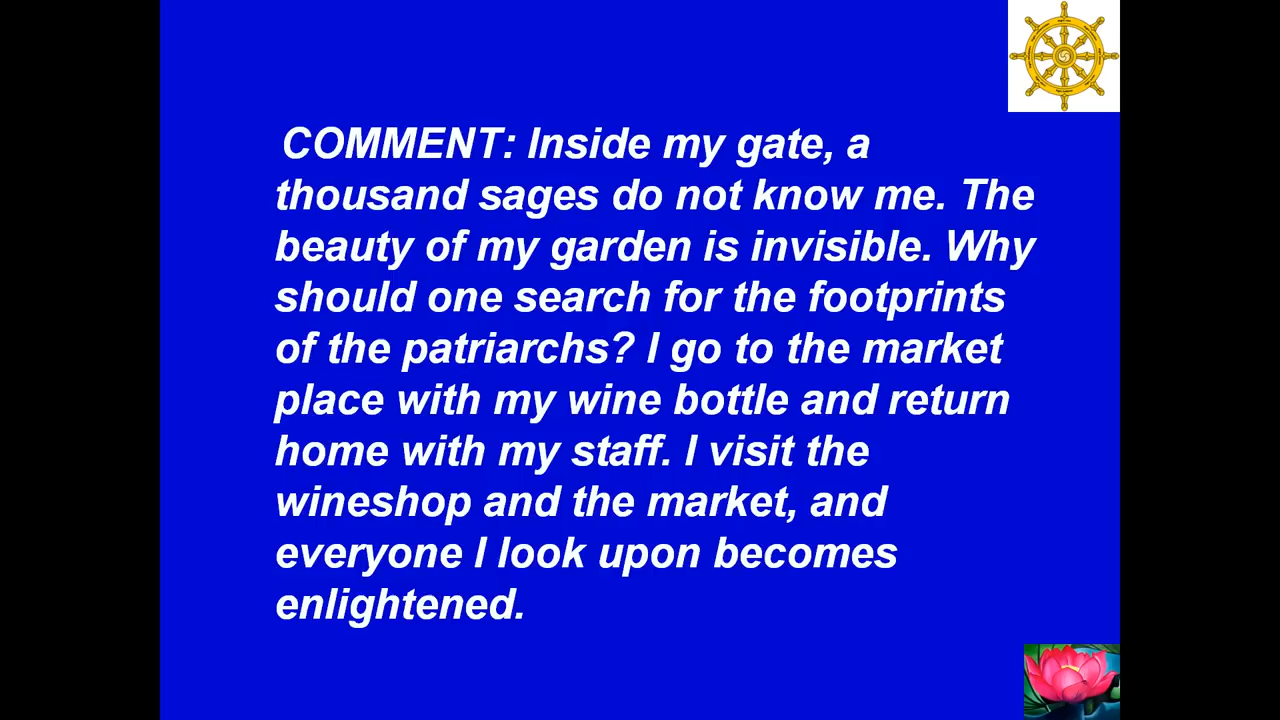 COMMENT: Inside my gate, a
thousand sages do not know me. The
beauty of my garden is invisible. Why
should one search for the footprints
of the patriarchs? I go to the market
place with my wine bottle and return
home with my staff. I visit the
wineshop and the market, and
everyone I look upon becomes
enlightened.